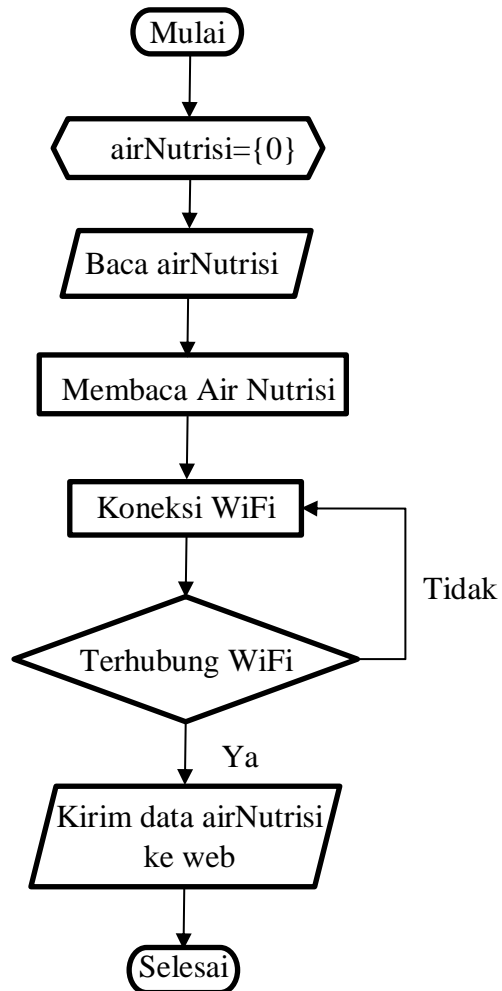 Mulai
airNutrisi={0}
Baca airNutrisi
Membaca Air Nutrisi
Koneksi WiFi
Tidak
Terhubung WiFi
Ya
Kirim data airNutrisi
ke web
Selesai